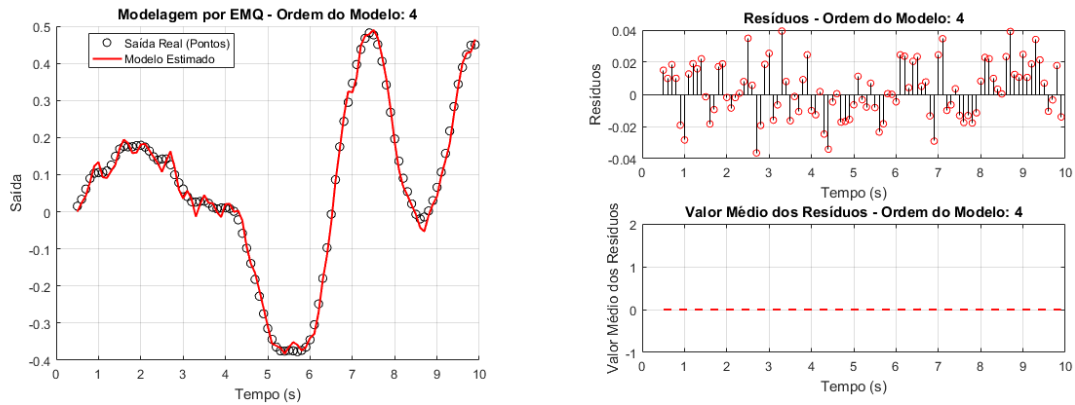 Modelagem por EMQ - Ordem do Modelo: 4
Saída Real (Pontos)
Modelo Estimado
Saída
0.5
0.4
0.3
0.2
0.1
0
-0.1
-0.2
-0.3
-0.4
0 1 2 3 4 5 6 7 8 9 10
Tempo (s)
Resíduos - Ordem do Modelo: 4
Resíduos
0.04
0.02
0
-0.02
-0.04
0 1 2 3 4 5 6 7 8 9 10
Tempo (s)
Valor Médio dos Resíduos - Ordem do Modelo: 4
Valor Médio dos Resíduos
2
1
0
-1
0 1 2 3 4 5 6 7 8 9 10
Tempo (s)